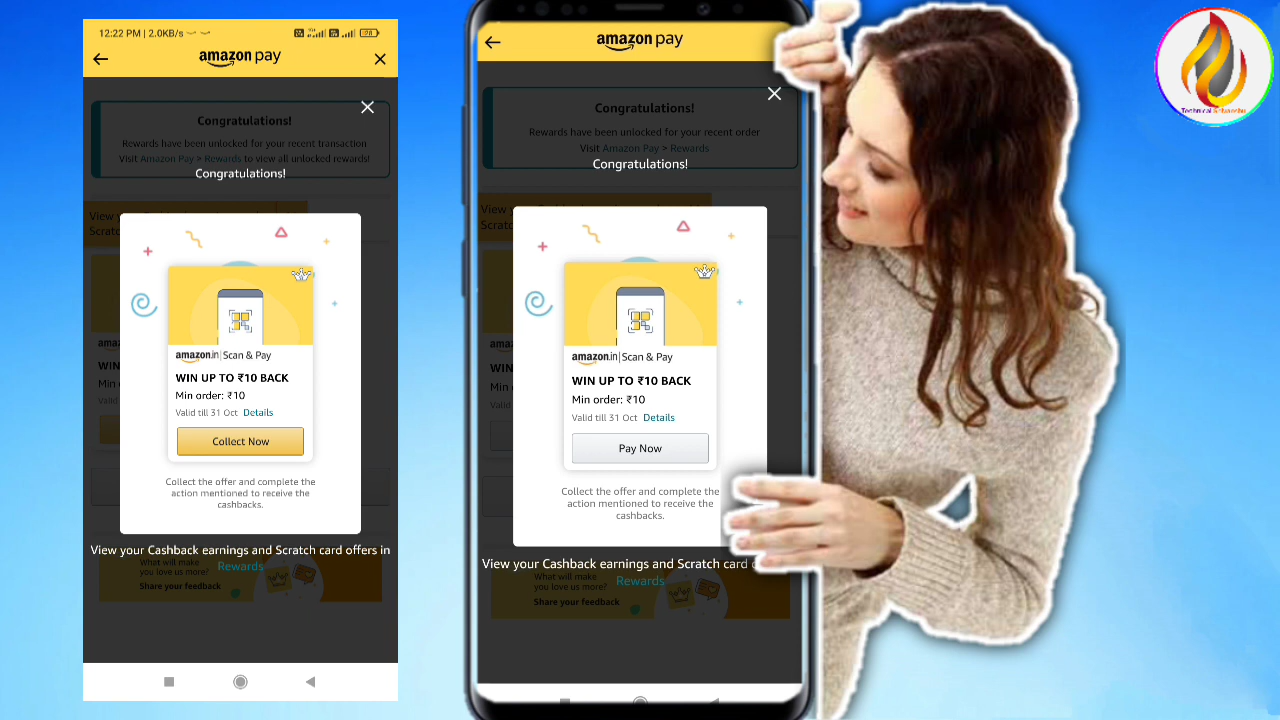 12:22 PM | 2.0KB/s
amazon pay
Congratulations!
Rewards have been unlocked for your recent transaction
Visit Amazon Pay > Rewards to view all unlocked rewards!
Congratulations!
View
Scratc
amazon.in | Scan & Pay
WIN UP TO ₹10 BACK
Min order: ₹10
Valid till 31 Oct Details
Collect Now
Collect the offer and complete the
action mentioned to receive the
cashbacks.
View your Cashback earnings and Scratch card offers in
Rewards
What will make
you love us more?
Share your feedback
amazon pay
Congratulations!
Rewards have been unlocked for your recent order
Visit Amazon Pay > Rewards
Congratulations!
View
Scratc
amazon.in | Scan & Pay
WIN UP TO ₹10 BACK
Min order: ₹10
Valid till 31 Oct Details
Pay Now
Collect the offer and complete the
action mentioned to receive the
cashbacks.
View your Cashback earnings and Scratch card
Rewards
What will make
you love us more?
Share your feedback
Technical